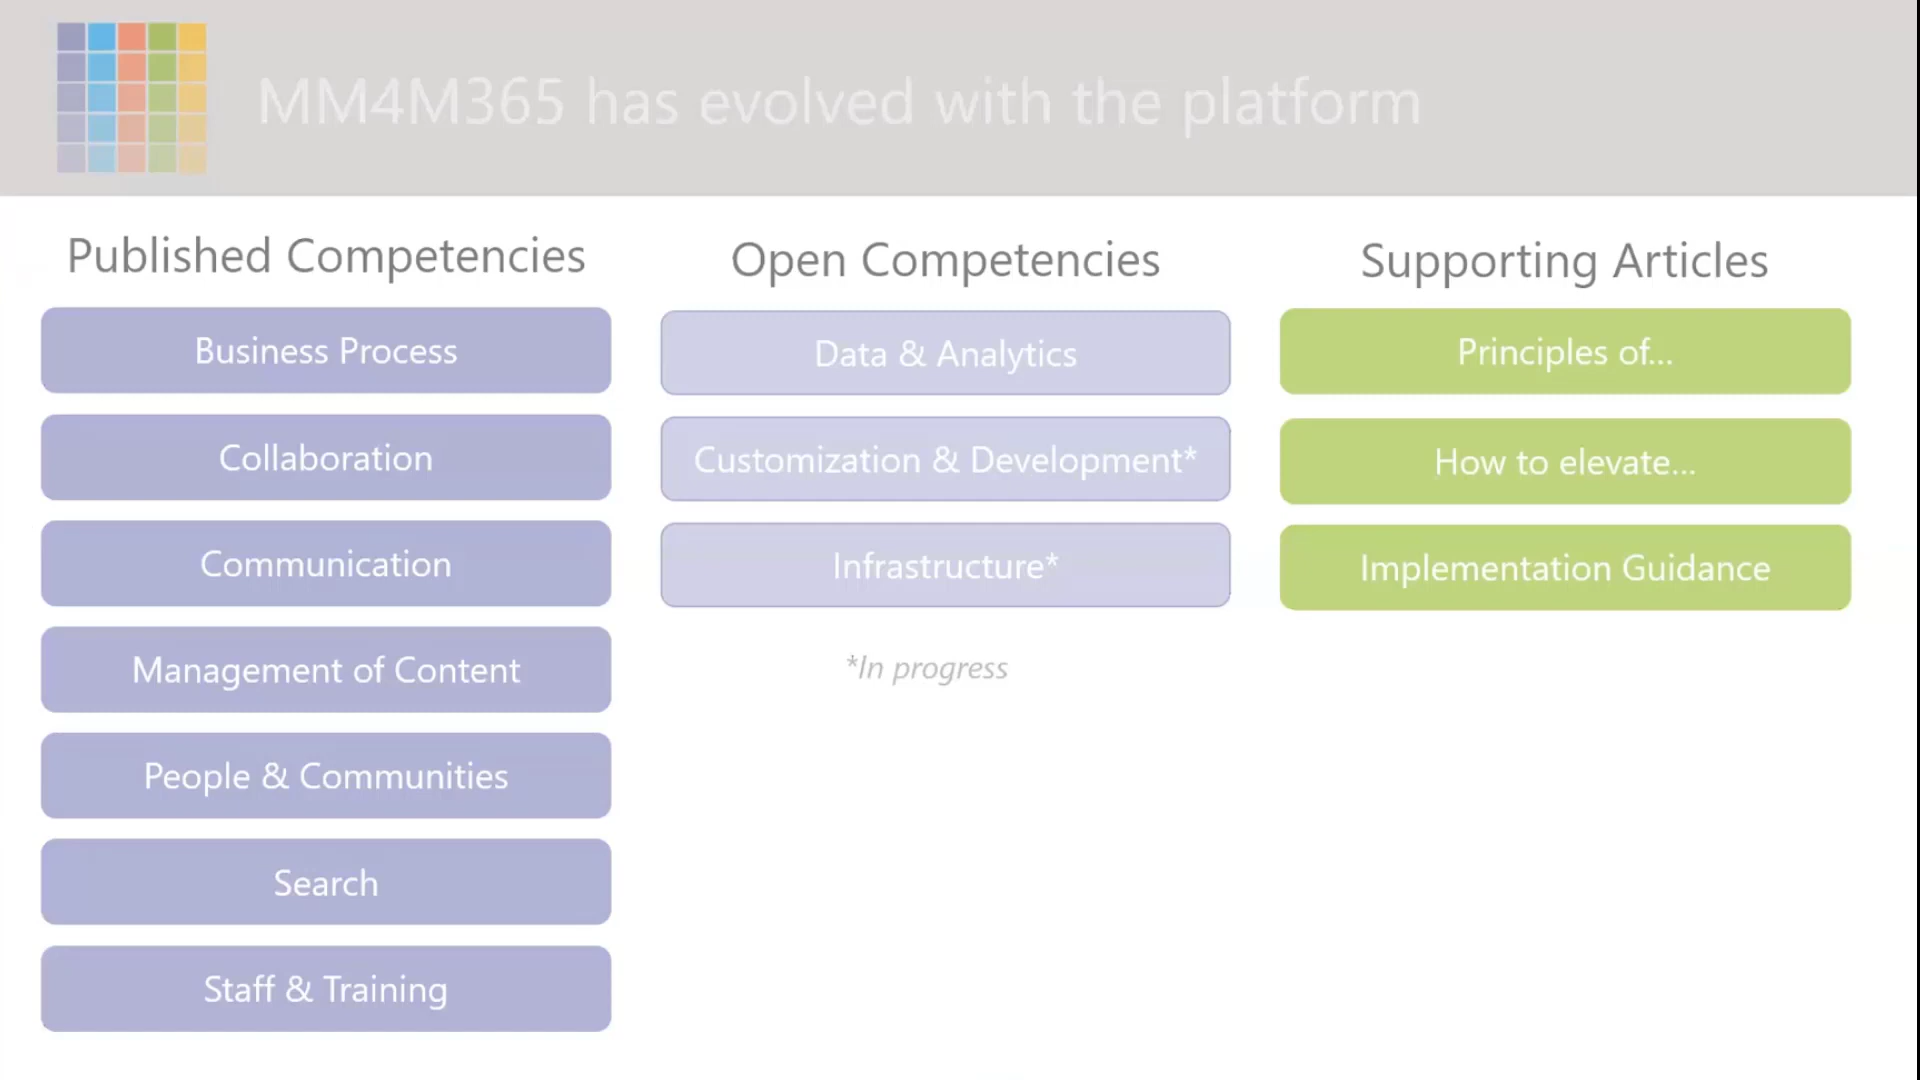 MM4M365 has evolved with the platform
Published Competencies
Business Process
Collaboration
Communication
Management of Content
People & Communities
Search
Staff & Training
Open Competencies
Data & Analytics
Customization & Development*
Infrastructure*
*In progress
Supporting Articles
Principles of...
How to elevate...
Implementation Guidance